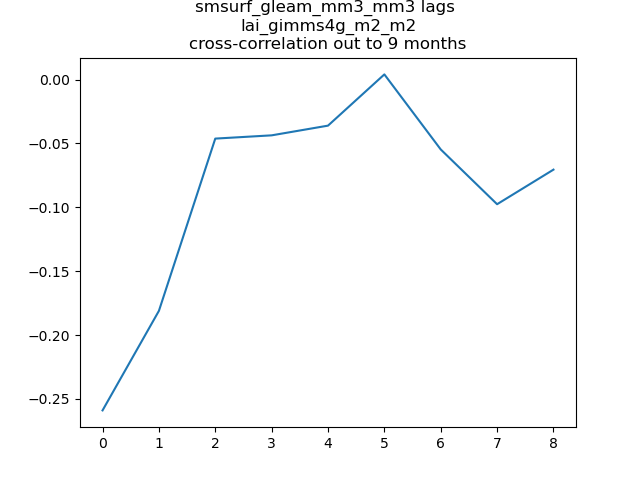 smsurf_gleam_mm3_mm3 lags
lai_gimms4g_m2_m2
cross-correlation out to 9 months
0.00
−0.05
−0.10
−0.15
−0.20
−0.25
0 1 2 3 4 5 6 7 8